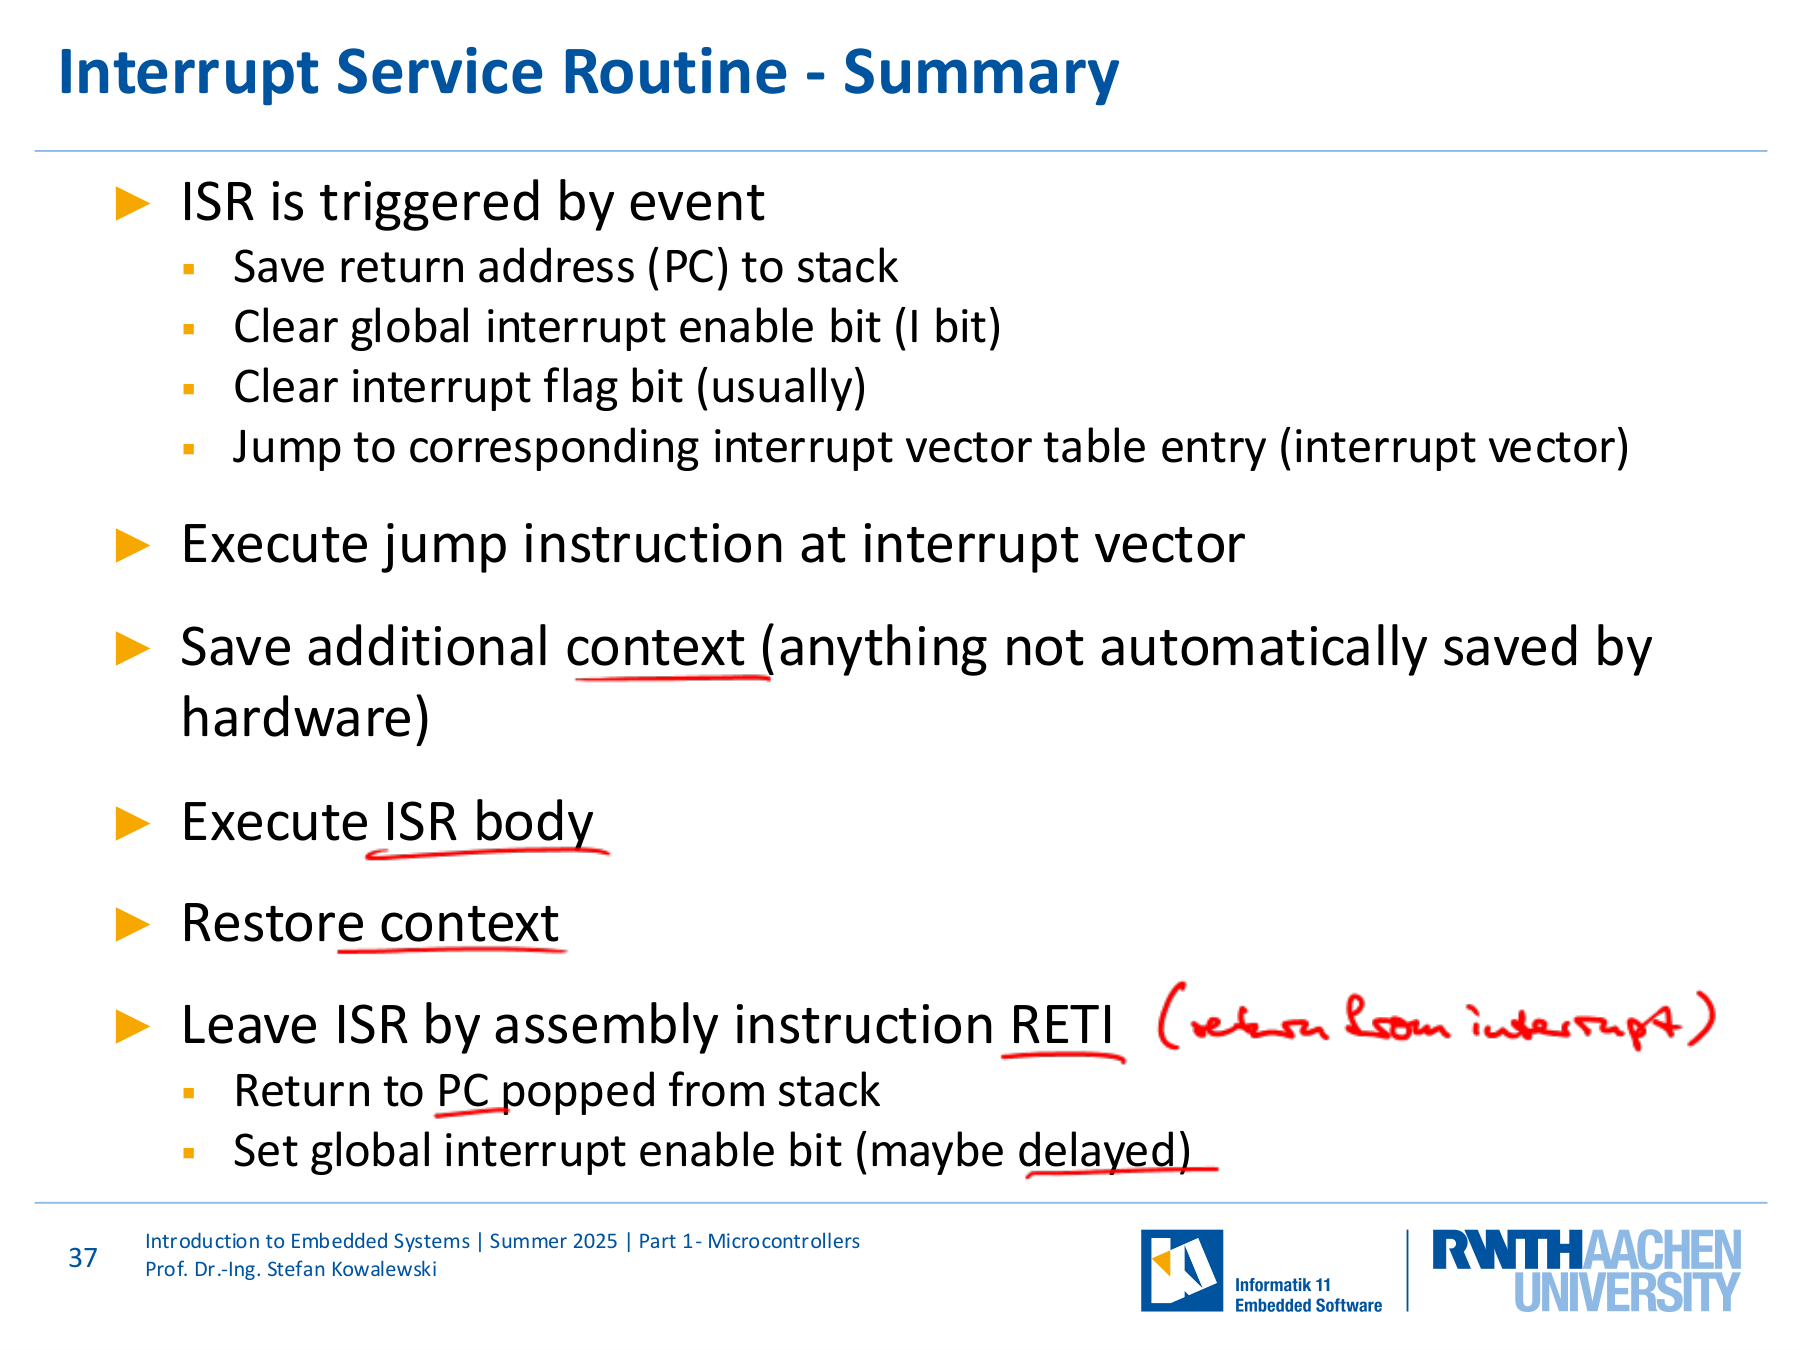 Interrupt Service Routine - Summary
► ISR is triggered by event
▪ Save return address (PC) to stack
▪ Clear global interrupt enable bit (I bit)
▪ Clear interrupt flag bit (usually)
▪ Jump to corresponding interrupt vector table entry (interrupt vector)
► Execute jump instruction at interrupt vector
► Save additional context (anything not automatically saved by
hardware)
► Execute ISR body
► Restore context
► Leave ISR by assembly instruction RETI (return from interrupt)
▪ Return to PC popped from stack
▪ Set global interrupt enable bit (maybe delayed)
37
Introduction to Embedded Systems | Summer 2025 | Part 1- Microcontrollers
Prof. Dr.-Ing. Stefan Kowalewski
Informatik 11
Embedded Software
RWTHAACHEN
UNIVERSITY